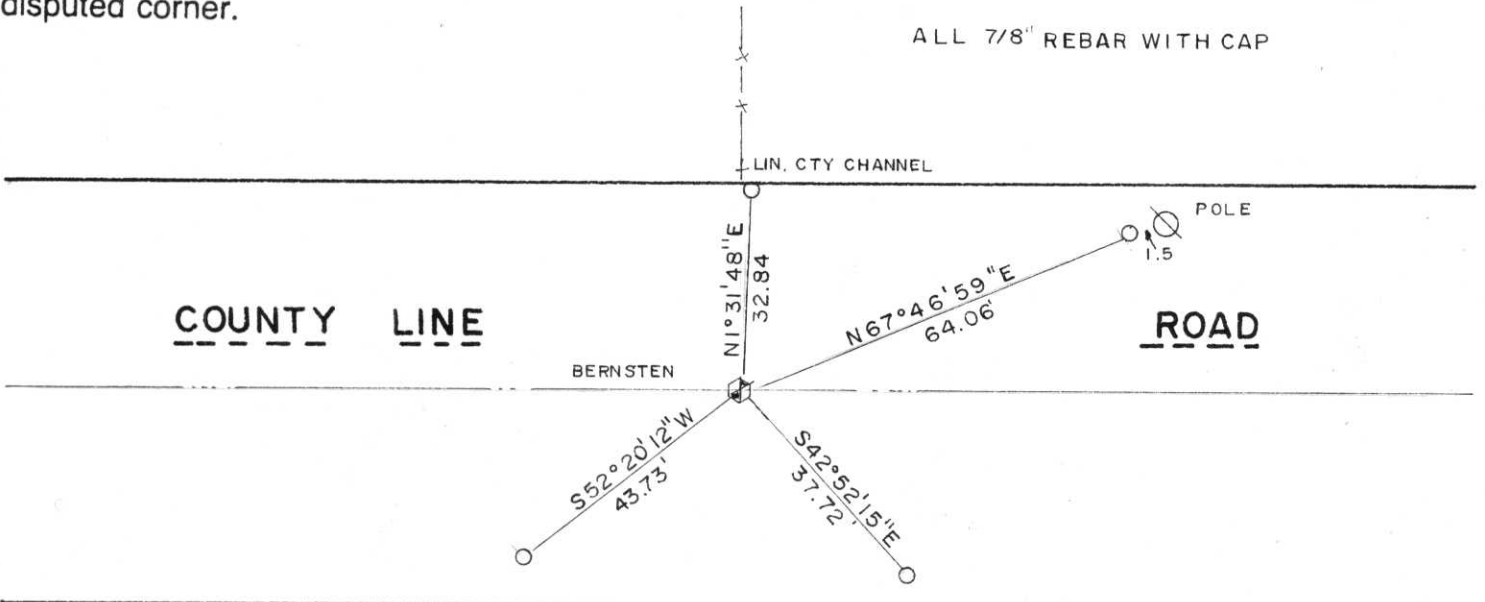 disputed corner.
ALL 7/8" REBAR WITH CAP
LIN. CTY CHANNEL
POLE
1.5
N1°31'48"E
32.84
N67°46'59"E
64.06'
COUNTY LINE ROAD
BERNSTEN
S52°20'12"W
43.73'
S42°52'15"E
37.72'